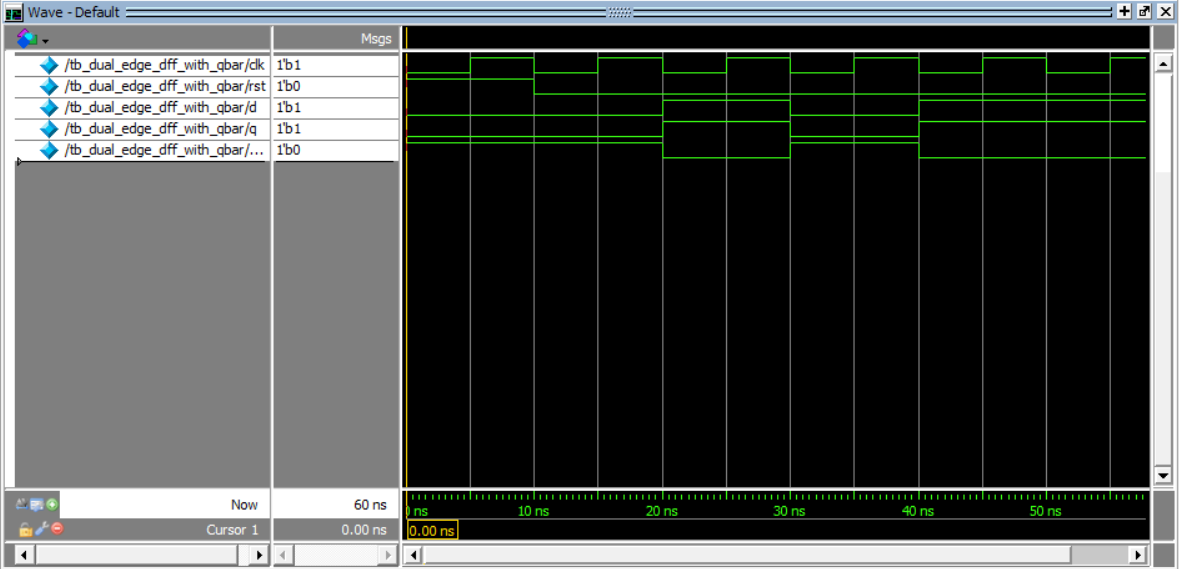 Wave - Default
Msgs
/tb_dual_edge_dff_with_qbar/clk 1'b1
/tb_dual_edge_dff_with_qbar/rst 1'b0
/tb_dual_edge_dff_with_qbar/d 1'b1
/tb_dual_edge_dff_with_qbar/q 1'b1
/tb_dual_edge_dff_with_qbar/... 1'b0
Now 60 ns ns 10 ns 20 ns 30 ns 40 ns 50 ns
Cursor 1 0.00 ns 0.00 ns